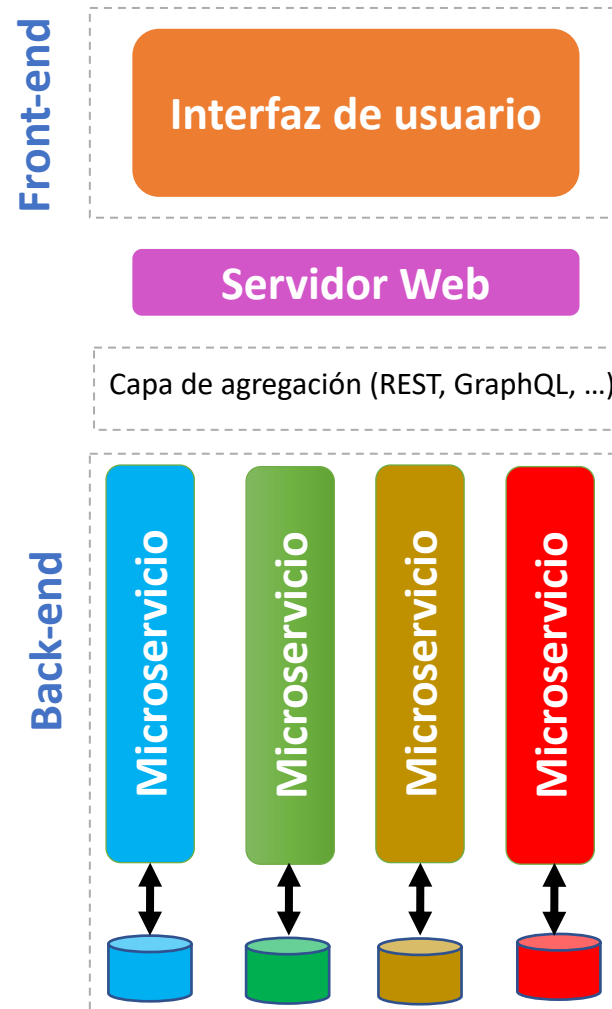 Front-end
Interfaz de usuario
Servidor Web
Capa de agregación (REST, GraphQL, ...)
Back-end
Microservicio
Microservicio
Microservicio
Microservicio